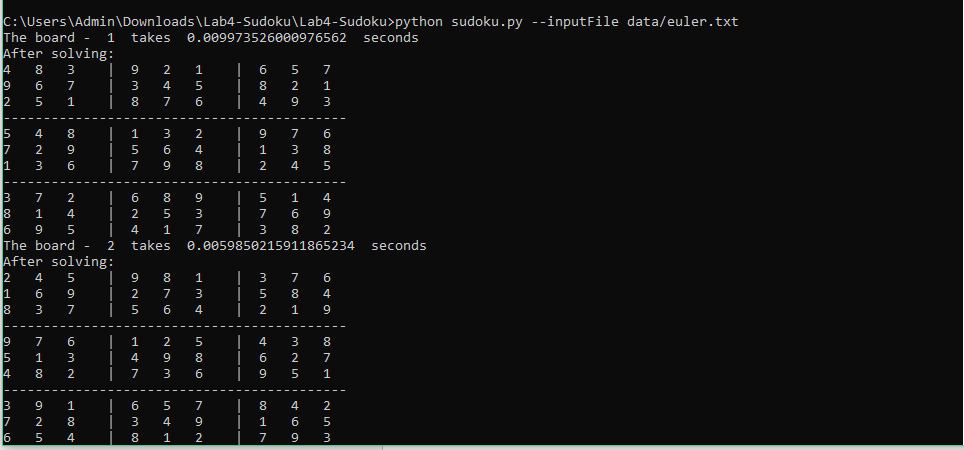 C:\Users\Admin\Downloads\Lab4-Sudoku\Lab4-Sudoku>python sudoku.py --inputFile data/euler.txt
The board -  1  takes  0.009973526000976562  seconds
After solving:
4   8   3    |  9   2   1    |  6   5   7
9   6   7    |  3   4   5    |  8   2   1
2   5   1    |  8   7   6    |  4   9   3
-------------------------------------------
5   4   8    |  1   3   2    |  9   7   6
7   2   9    |  5   6   4    |  1   3   8
1   3   6    |  7   9   8    |  2   4   5
-------------------------------------------
3   7   2    |  6   8   9    |  5   1   4
8   1   4    |  2   5   3    |  7   6   9
6   9   5    |  4   1   7    |  3   8   2
The board -  2  takes  0.0059850215911865234  seconds
After solving:
2   4   5    |  9   8   1    |  3   7   6
1   6   9    |  2   7   3    |  5   8   4
8   3   7    |  5   6   4    |  2   1   9
-------------------------------------------
9   7   6    |  1   2   5    |  4   3   8
5   1   3    |  4   9   8    |  6   2   7
4   8   2    |  7   3   6    |  9   5   1
-------------------------------------------
3   9   1    |  6   5   7    |  8   4   2
7   2   8    |  3   4   9    |  1   6   5
6   5   4    |  8   1   2    |  7   9   3